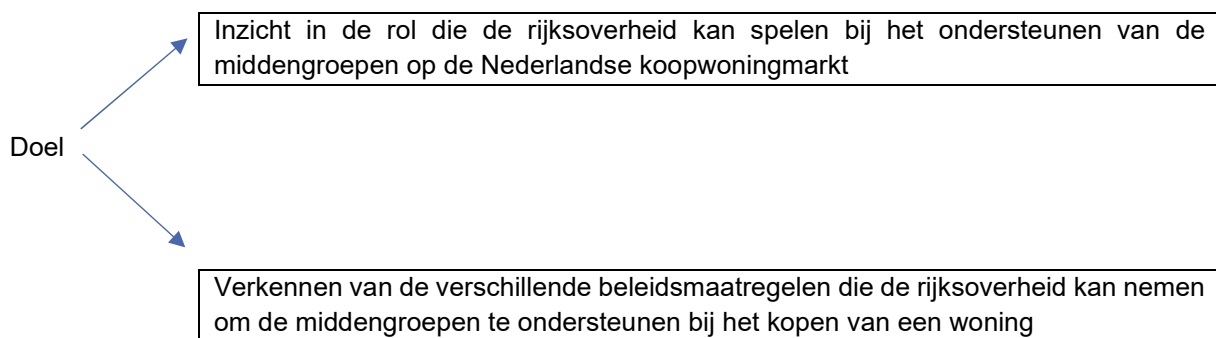 Inzicht in de rol die de rijksoverheid kan spelen bij het ondersteunen van de
middengroepen op de Nederlandse koopwoningmarkt
Doel
Verkennen van de verschillende beleidsmaatregelen die de rijksoverheid kan nemen
om de middengroepen te ondersteunen bij het kopen van een woning